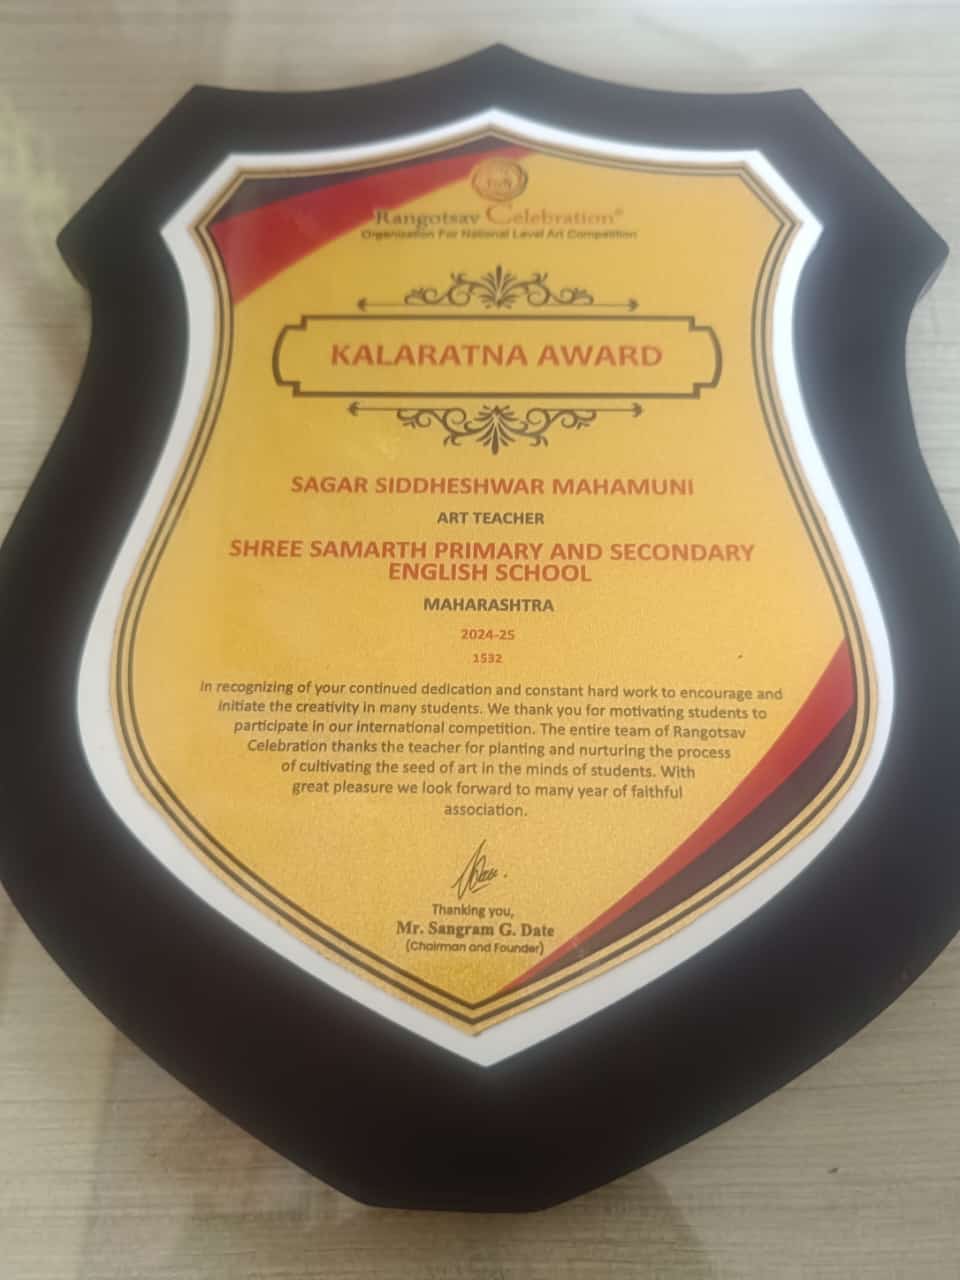 Rangotsav Celebration®
Organization For National Level Art Competition
KALARATNA AWARD
SAGAR SIDDHESHWAR MAHAMUNI
ART TEACHER
SHREE SAMARTH PRIMARY AND SECONDARY
ENGLISH SCHOOL
MAHARASHTRA
2024-25
1532
In recognizing of your continued dedication and constant hard work to encourage and
initiate the creativity in many students. We thank you for motivating students to
participate in our international competition. The entire team of Rangotsav
Celebration thanks the teacher for planting and nurturing the process
of cultivating the seed of art in the minds of students. With
great pleasure we look forward to many year of faithful
association.
Thanking you,
Mr. Sangram G. Date
(Chairman and Founder)